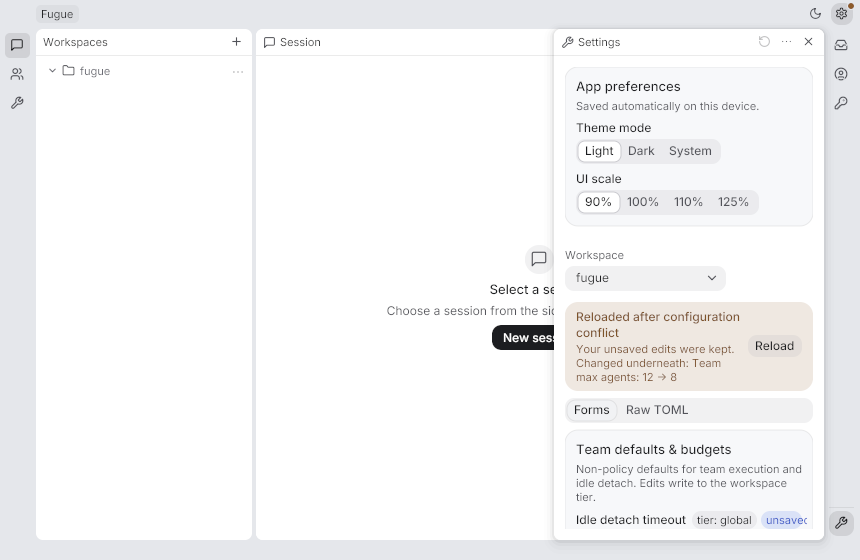 Fugue
Workspaces
fugue
Session
Select a se
Choose a session from the sid
New sess
Settings
App preferences
Saved automatically on this device.
Theme mode
Light Dark System
UI scale
90% 100% 110% 125%
Workspace
fugue
Reloaded after configuration
conflict
Your unsaved edits were kept.
Changed underneath: Team
max agents: 12 → 8
Reload
Forms Raw TOML
Team defaults & budgets
Non-policy defaults for team execution and
idle detach. Edits write to the workspace
tier.
Idle detach timeout tier: global unsaved